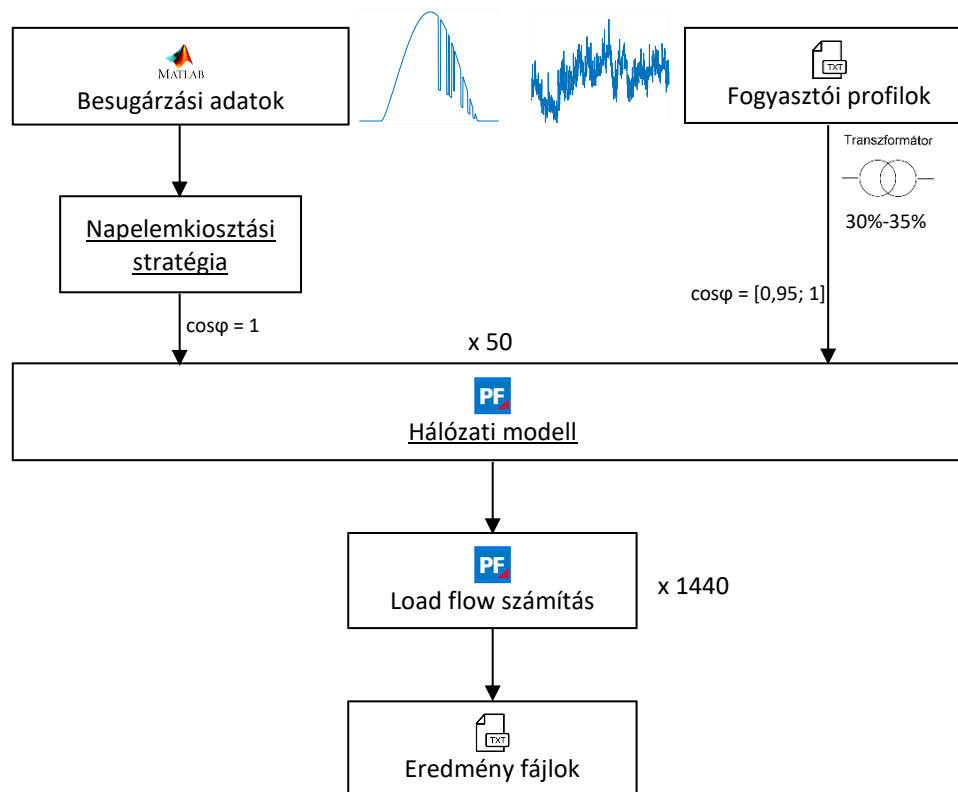 MATLAB
Besugárzási adatok
TXT
Fogyasztói profilok
Transzformátor
30%-35%
Napelemkiosztási
stratégia
cosφ = [0,95; 1]
cosφ = 1
x 50
PF
Hálózati modell
PF
Load flow számítás
x 1440
TXT
Eredmény fájlok